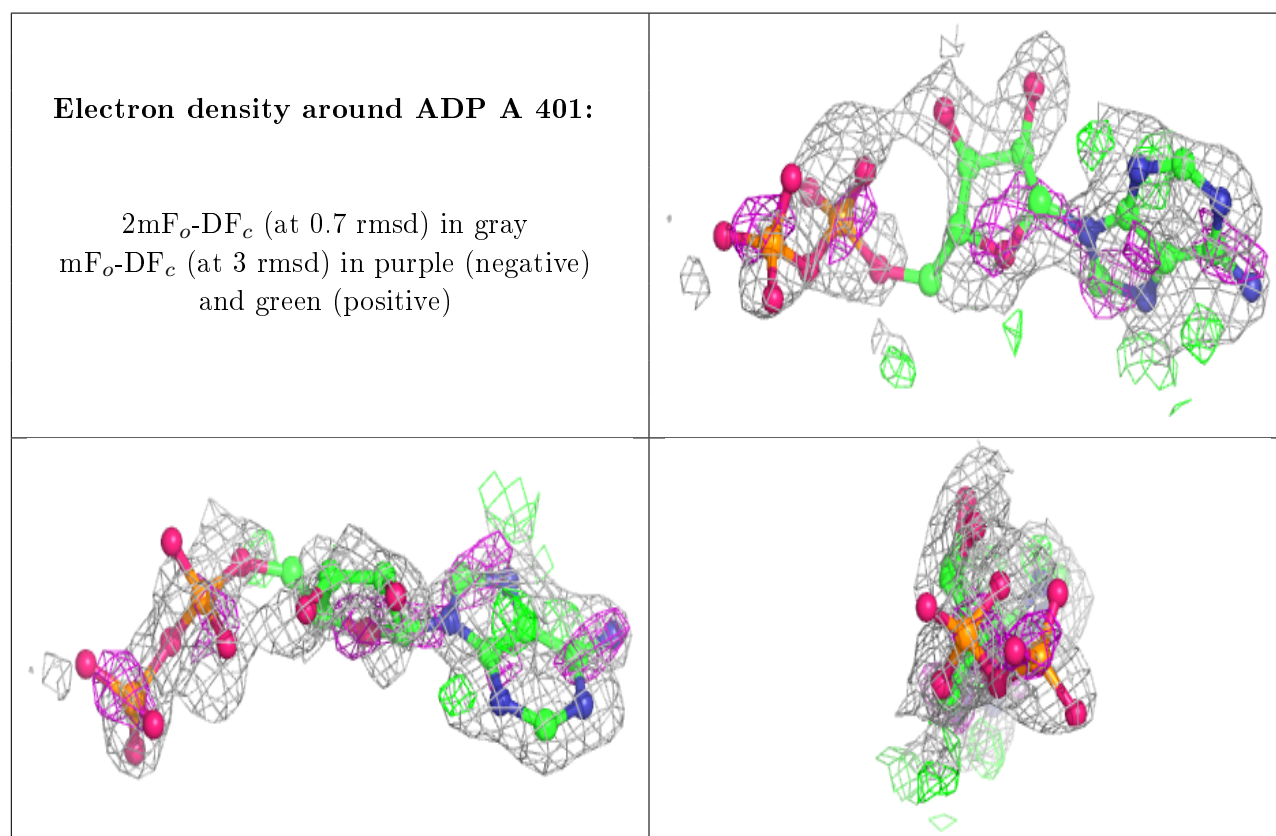 Electron density around ADP A 401:
2mFₒ-DF𝒸 (at 0.7 rmsd) in gray
mFₒ-DF𝒸 (at 3 rmsd) in purple (negative)
and green (positive)